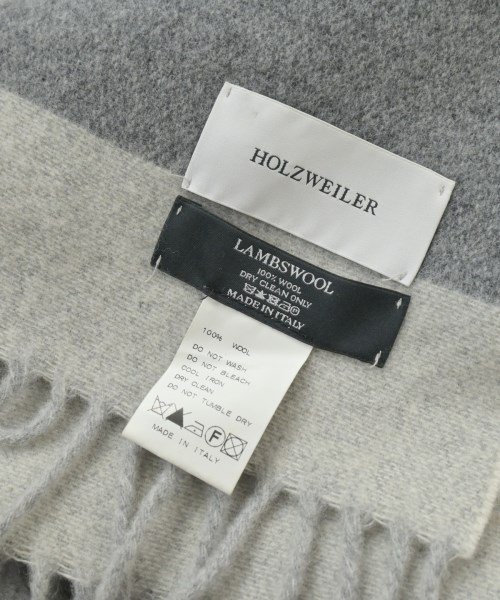 HOLZWEILER
LAMBSWOOL
100% WOOL
DRY CLEAN ONLY
MADE IN ITALY
100% WOOL
DO NOT WASH
DO NOT BLEACH
COOL IRON
DRY CLEAN
DO NOT TUMBLE DRY
F
MADE IN ITALY